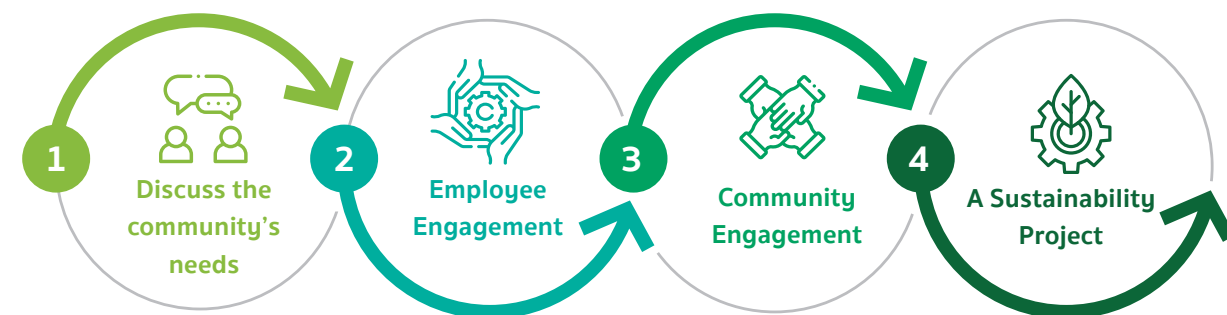 1
Discuss the
community's
needs
2
Employee
Engagement
3
Community
Engagement
4
A Sustainability
Project